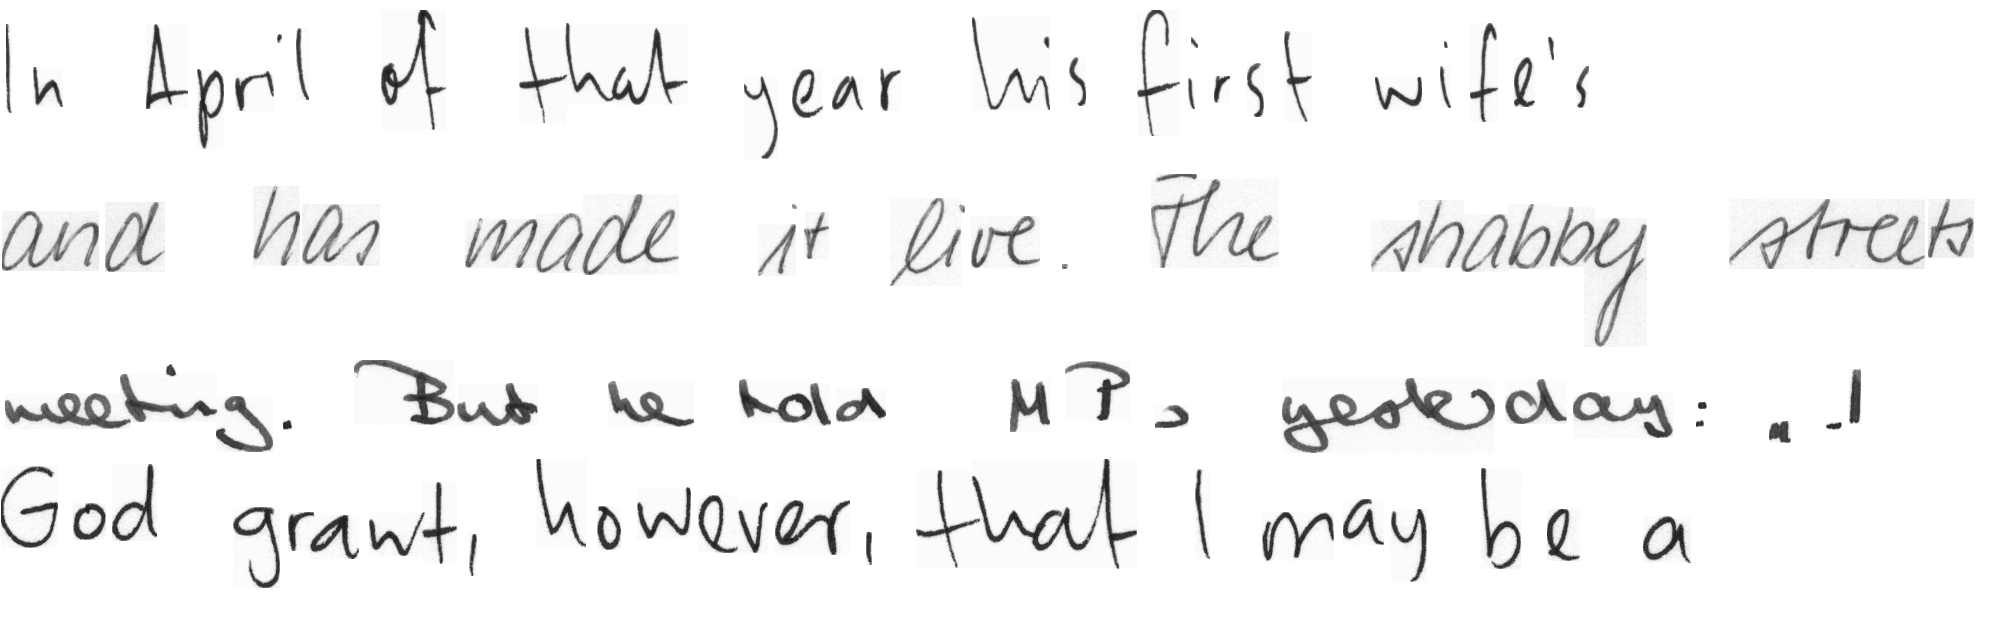 In April of that year his first wife's
and has made it live. The shabby streets
meeting. But he told MPs yesterday: "I
God grant, however, that I may be a